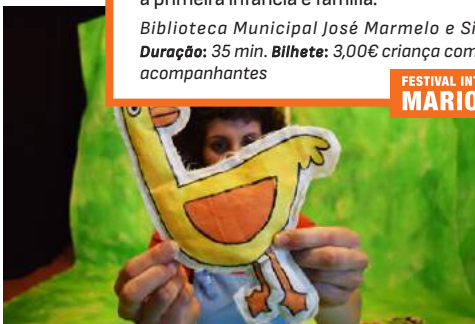 a primeira infância e família.
Biblioteca Municipal José Marmelo e Si
Duração: 35 min. Bilhete: 3,00€ criança com
acompanhantes
FESTIVAL INT
MARIO